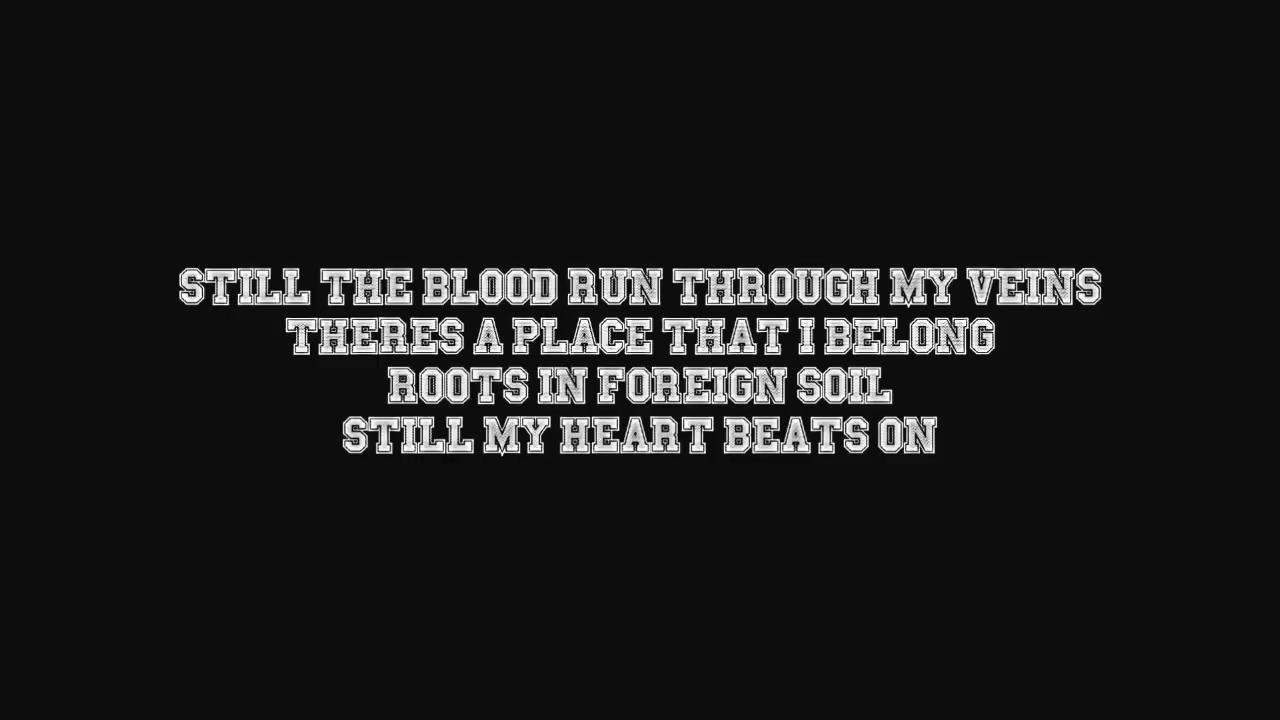 STILL THE BLOOD RUN THROUGH MY VEINS
THERES A PLACE THAT I BELONG
ROOTS IN FOREIGN SOIL
STILL MY HEART BEATS ON